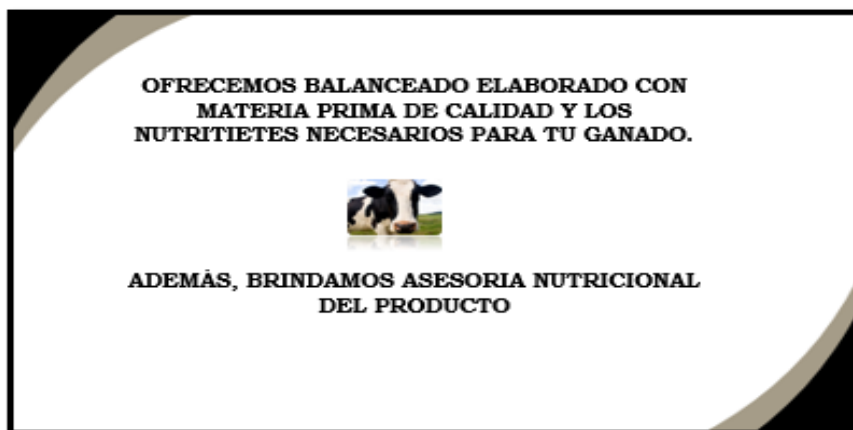 OFRECEMOS BALANCEADO ELABORADO CON
MATERIA PRIMA DE CALIDAD Y LOS
NUTRITIETES NECESARIOS PARA TU GANADO.
ADEMÁS, BRINDAMOS ASESORIA NUTRICIONAL
DEL PRODUCTO